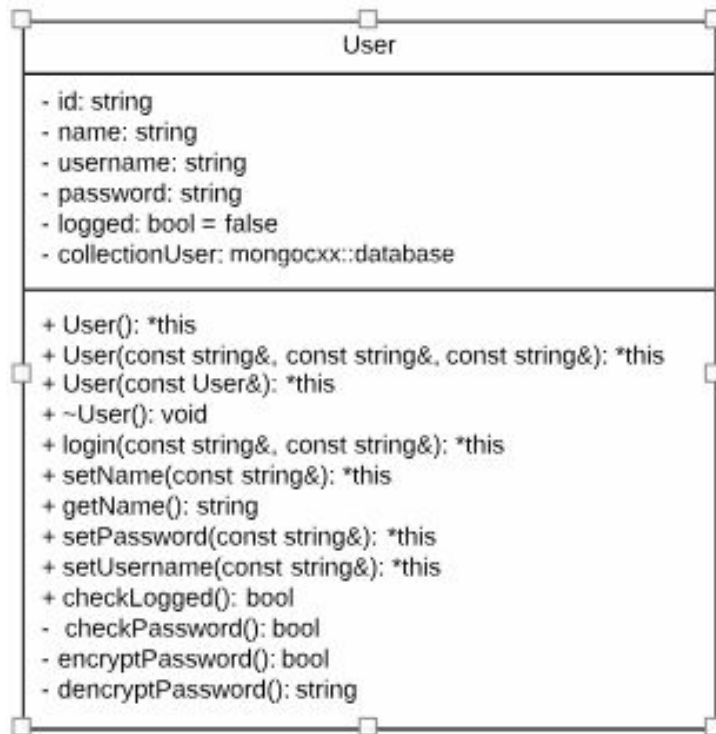 User
- id: string
- name: string
- username: string
- password: string
- logged: bool = false
- collectionUser: mongocxx::database
+ User(): *this
+ User(const string&, const string&, const string&): *this
+ User(const User&): *this
+ ~User(): void
+ login(const string&, const string&): *this
+ setName(const string&): *this
+ getName(): string
+ setPassword(const string&): *this
+ setUsername(const string&): *this
+ checkLogged(): bool
- checkPassword(): bool
- encryptPassword(): bool
- dencryptPassword(): string